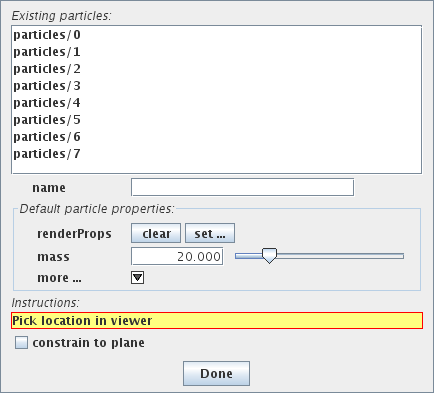 Existing particles:
particles/0
particles/1
particles/2
particles/3
particles/4
particles/5
particles/6
particles/7
name
Default particle properties:
renderProps clear set ...
mass 20.000
more ...
Instructions:
Pick location in viewer
constrain to plane
Done